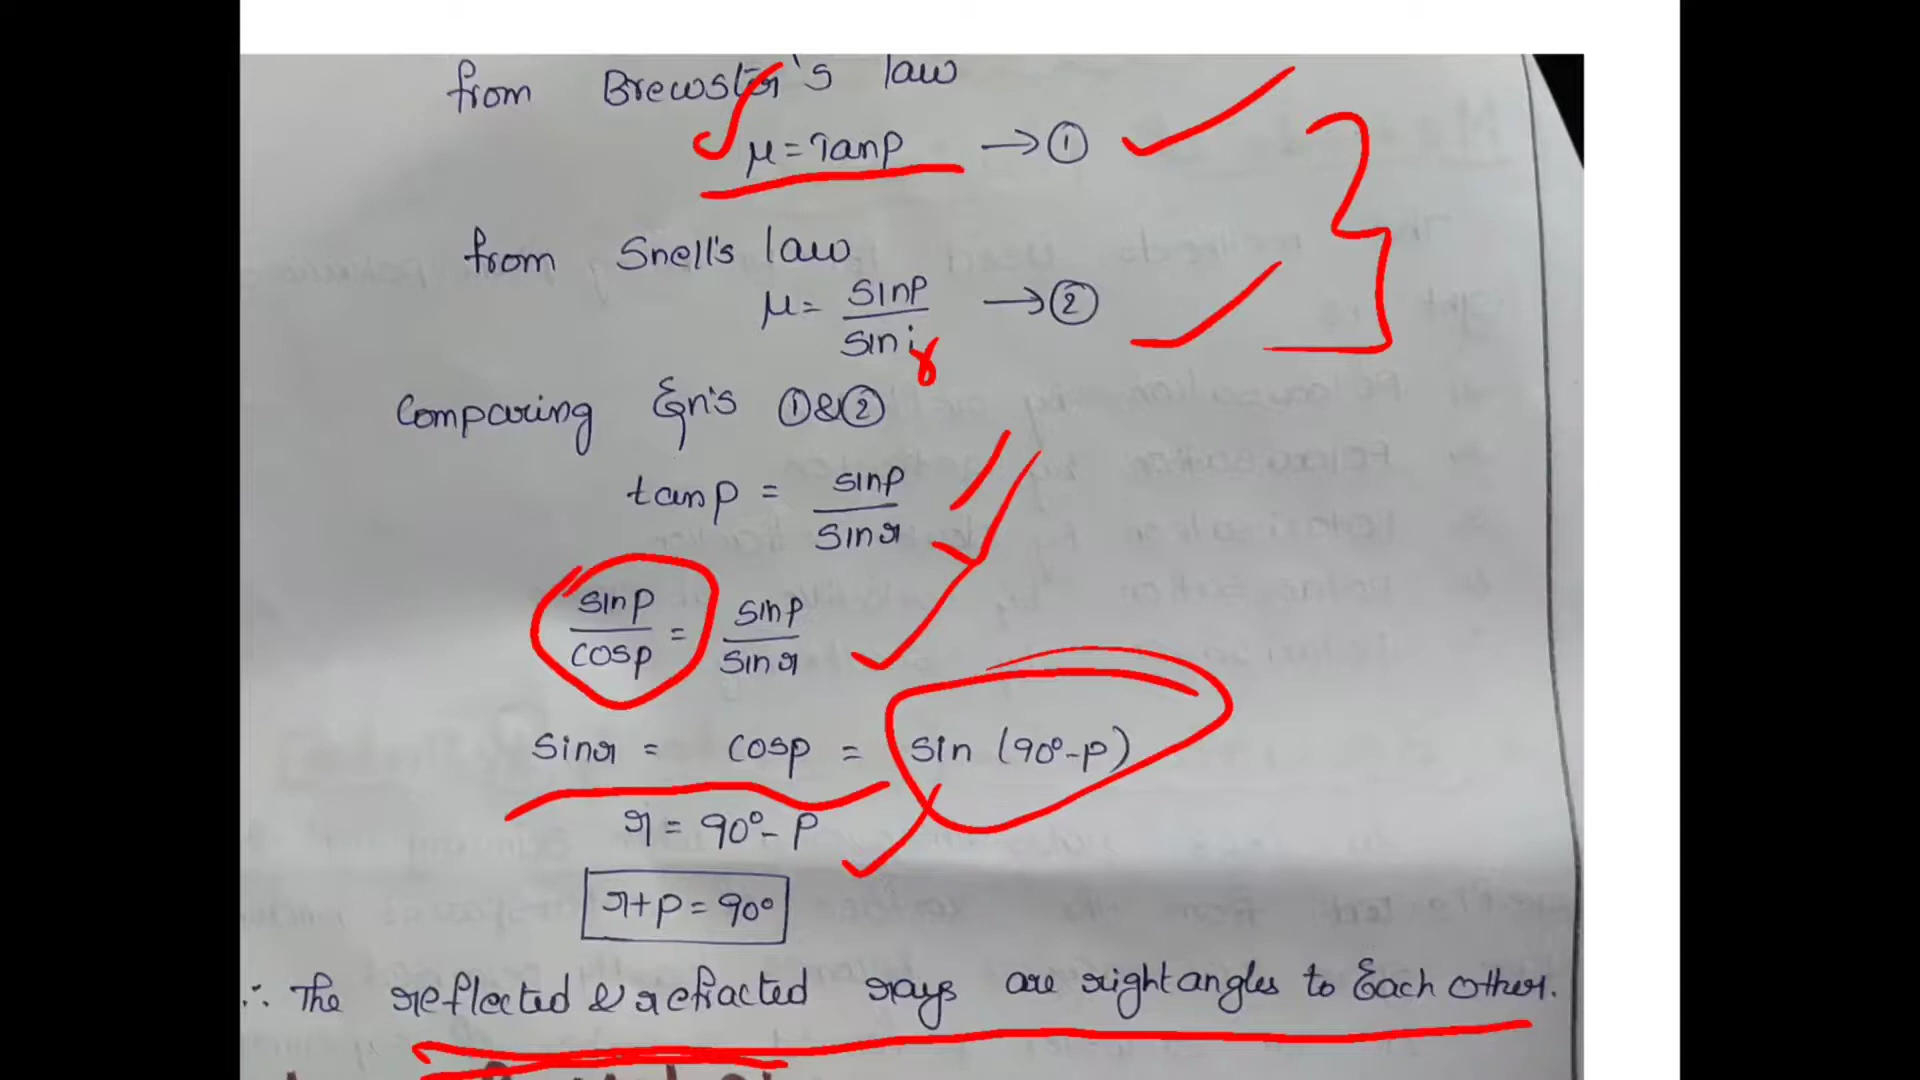 from Brewster's law
μ = Tanp → ①
from Snell's law
μ = sinp / sin i r → ②
Comparing Eqn's ① & ②
tanp = sinp / sinr
sinp / cosp = sinp / sinr
sinr = cosp = sin (90° - p)
r = 90° - p
r + p = 90°
∴ The reflected & refracted rays are right angles to Each other.